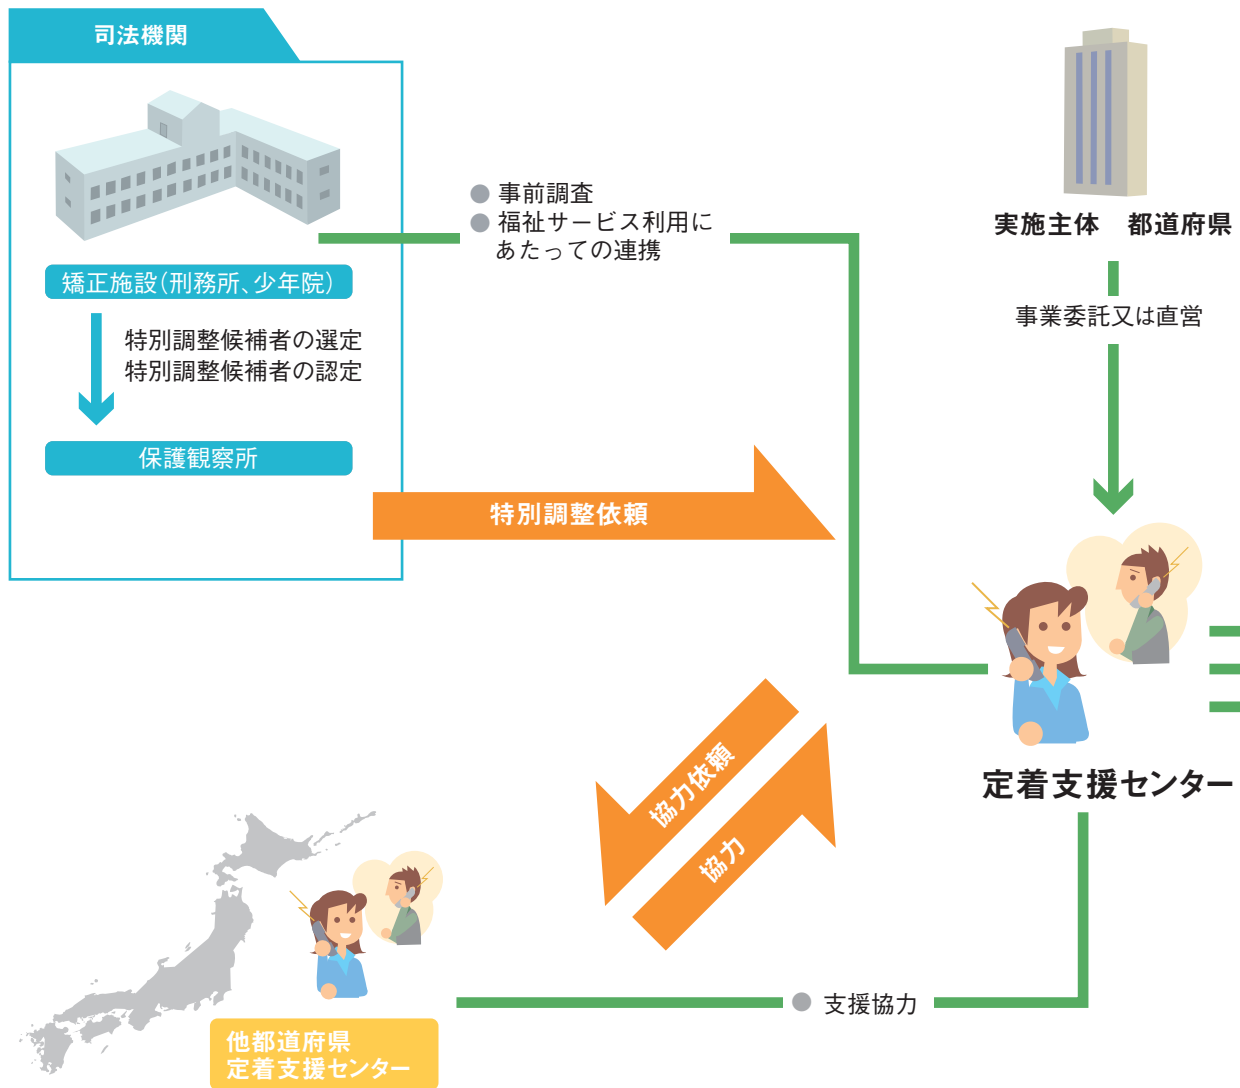 司法機関
矯正施設(刑務所、少年院)
特別調整候補者の選定
特別調整候補者の認定
保護観察所
事前調査
福祉サービス利用に
あたっての連携
実施主体　都道府県
事業委託又は直営
特別調整依頼
定着支援センター
協力依頼
協力
支援協力
他都道府県
定着支援センター